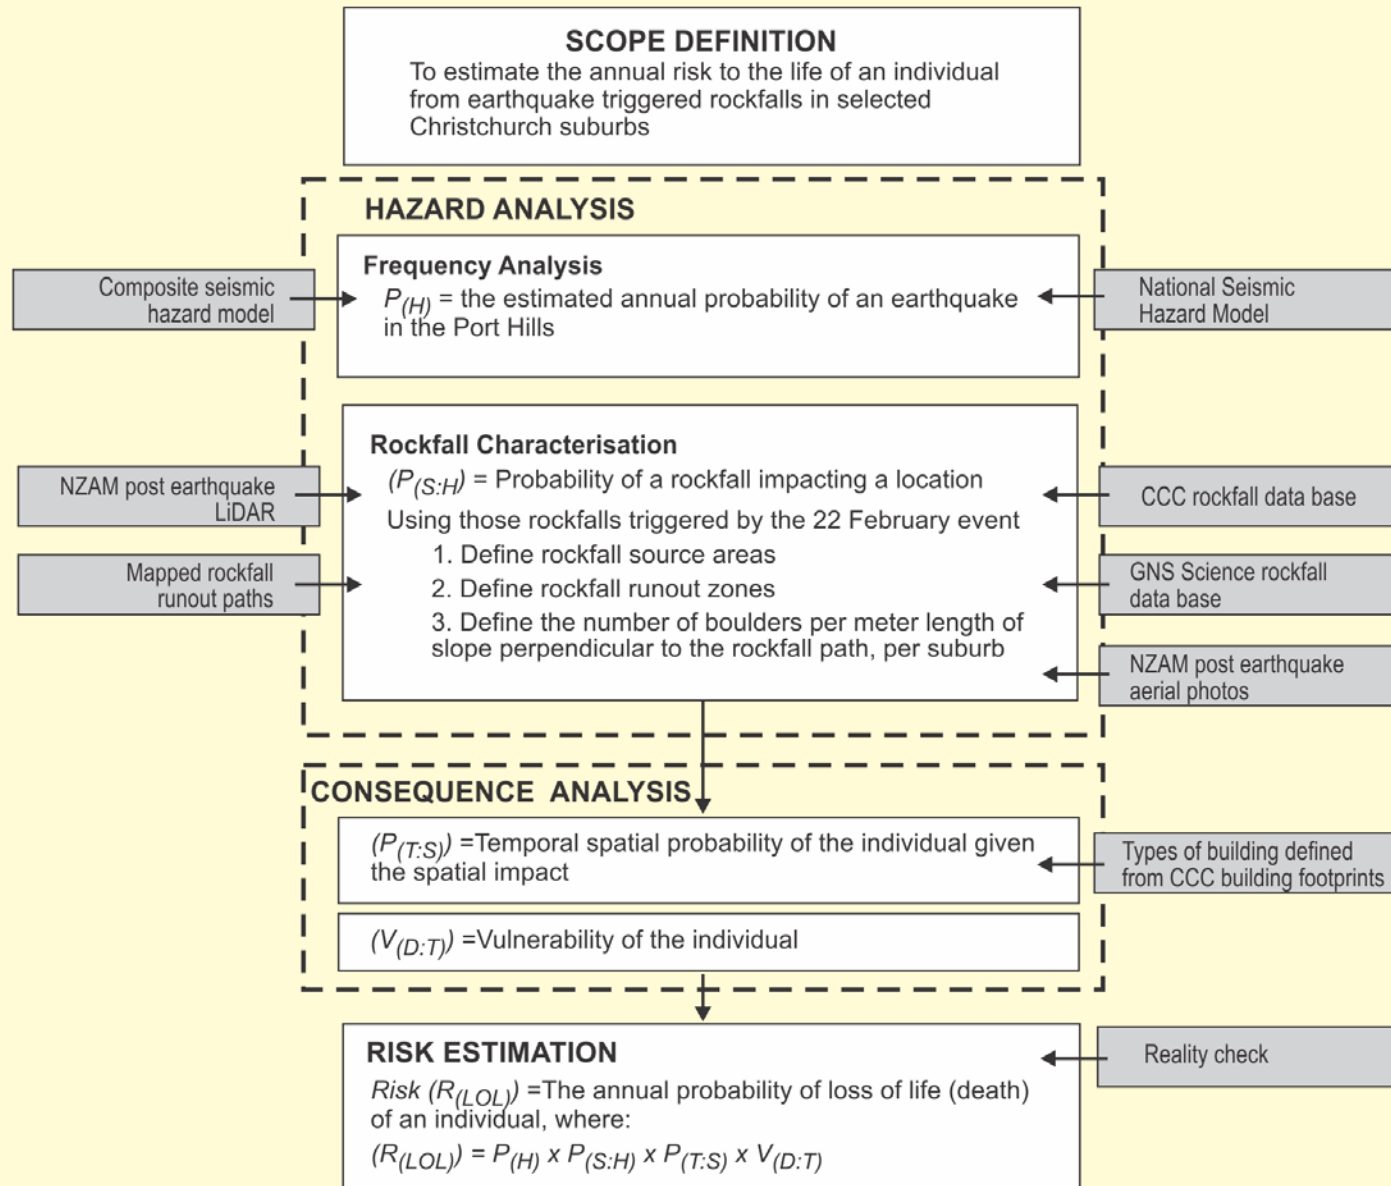 SCOPE DEFINITION
To estimate the annual risk to the life of an individual
from earthquake triggered rockfalls in selected
Christchurch suburbs
HAZARD ANALYSIS
Frequency Analysis
P(H) = the estimated annual probability of an earthquake
in the Port Hills
Composite seismic
hazard model
National Seismic
Hazard Model
Rockfall Characterisation
(P(S:H) = Probability of a rockfall impacting a location
Using those rockfalls triggered by the 22 February event
1. Define rockfall source areas
2. Define rockfall runout zones
3. Define the number of boulders per meter length of
slope perpendicular to the rockfall path, per suburb
NZAM post earthquake
LiDAR
Mapped rockfall
runout paths
CCC rockfall data base
GNS Science rockfall
data base
NZAM post earthquake
aerial photos
CONSEQUENCE ANALYSIS
(P(T:S)) =Temporal spatial probability of the individual given
the spatial impact
Types of building defined
from CCC building footprints
(V(D:T)) =Vulnerability of the individual
RISK ESTIMATION
Risk (R(LOL)) =The annual probability of loss of life (death)
of an individual, where:
(R(LOL)) = P(H) x P(S:H) x P(T:S) x V(D:T)
Reality check